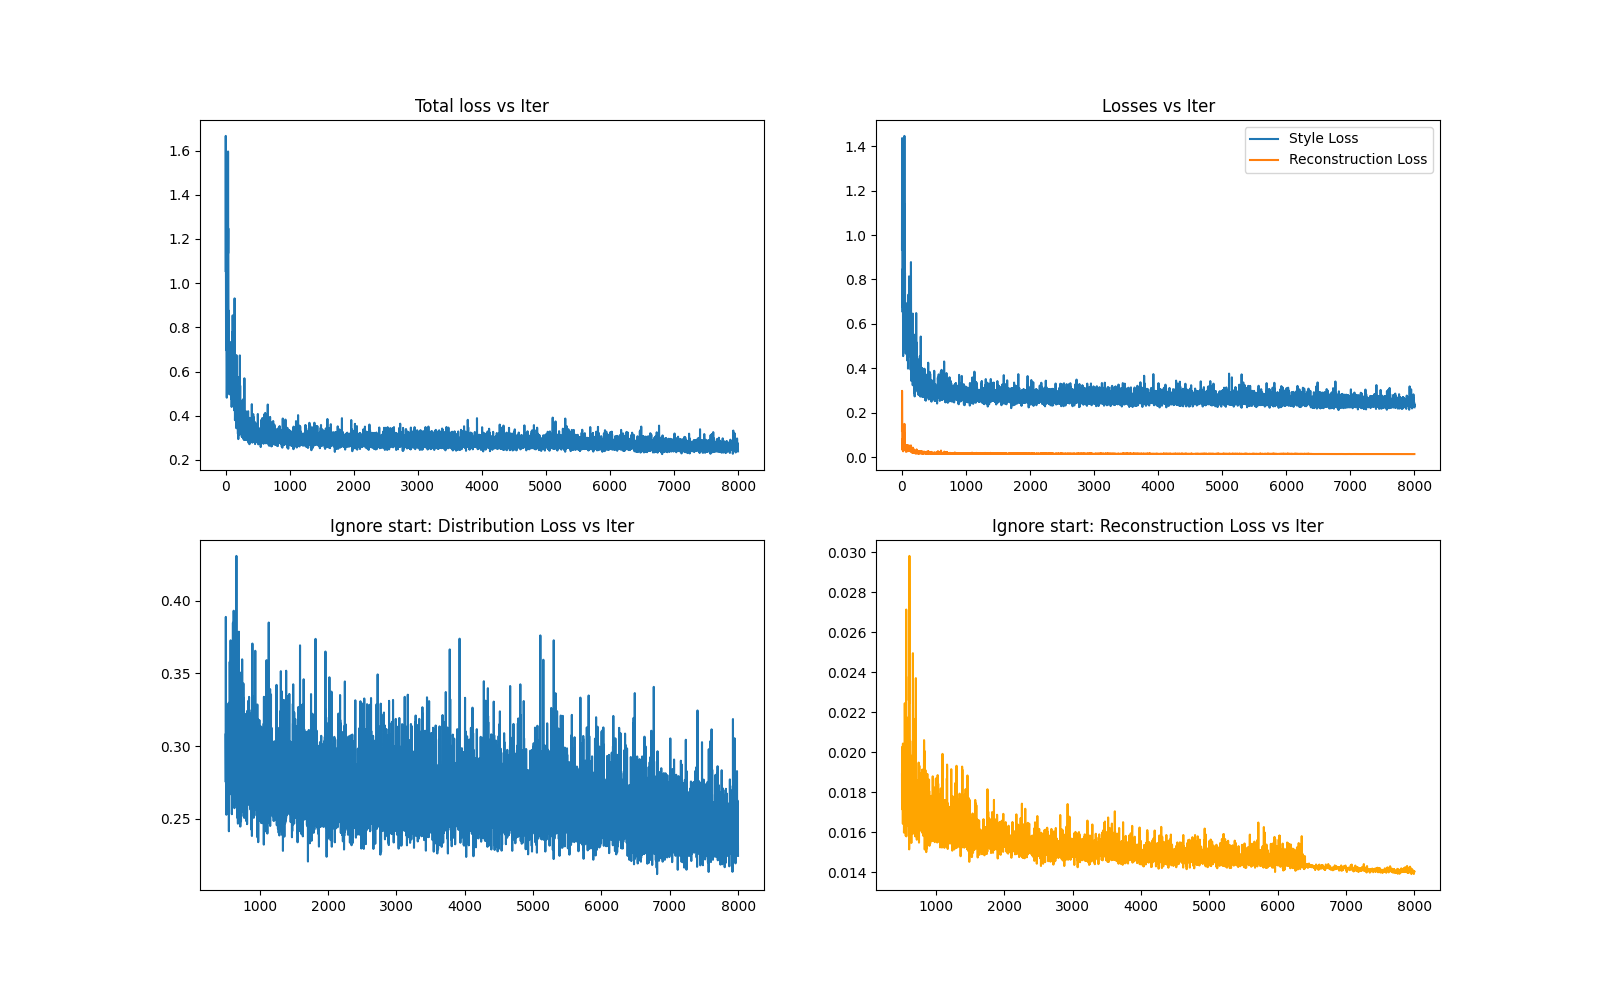 Total loss vs Iter
1.6
1.4
1.2
1.0
0.8
0.6
0.4
0.2
0 1000 2000 3000 4000 5000 6000 7000 8000
Losses vs Iter
Style Loss
Reconstruction Loss
1.4
1.2
1.0
0.8
0.6
0.4
0.2
0.0
0 1000 2000 3000 4000 5000 6000 7000 8000
Ignore start: Distribution Loss vs Iter
0.40
0.35
0.30
0.25
1000 2000 3000 4000 5000 6000 7000 8000
Ignore start: Reconstruction Loss vs Iter
0.030
0.028
0.026
0.024
0.022
0.020
0.018
0.016
0.014
1000 2000 3000 4000 5000 6000 7000 8000